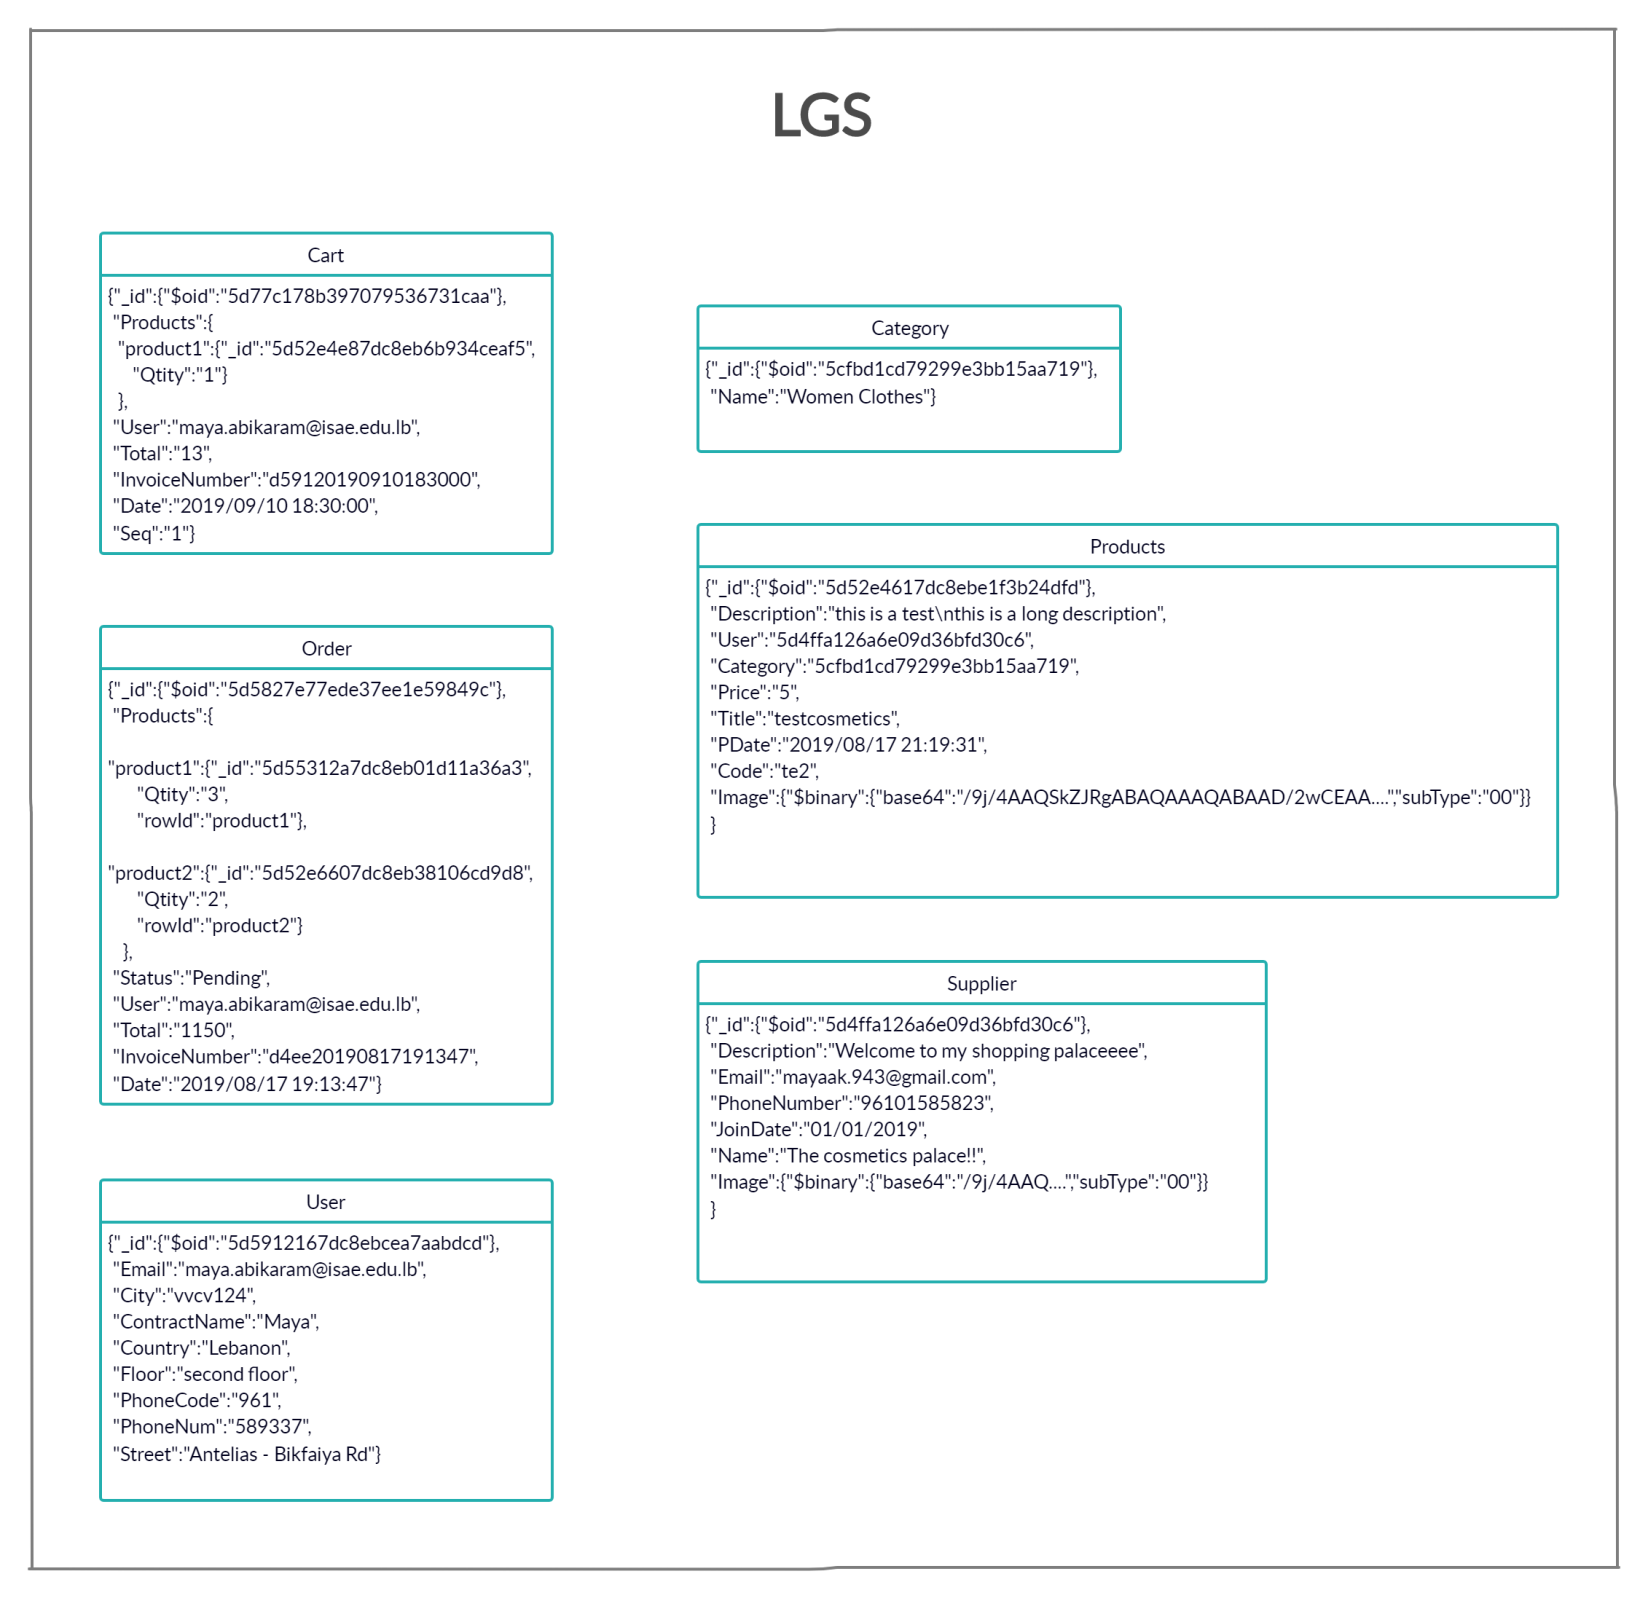 LGS
Cart
{"_id":{"$oid":"5d77c178b397079536731caa"},
"Products":{
"product1":{"_id":"5d52e4e87dc8eb6b934ceaf5",
"Qtity":"1"}
},
"User":"maya.abikaram@isae.edu.lb",
"Total":"13",
"InvoiceNumber":"d59120190910183000",
"Date":"2019/09/10 18:30:00",
"Seq":"1"}
Order
{"_id":{"$oid":"5d5827e77ede37ee1e59849c"},
"Products":{
"product1":{"_id":"5d55312a7dc8eb01d11a36a3",
"Qtity":"3",
"rowId":"product1"},
"product2":{"_id":"5d52e6607dc8eb38106cd9d8",
"Qtity":"2",
"rowId":"product2"}
},
"Status":"Pending",
"User":"maya.abikaram@isae.edu.lb",
"Total":"1150",
"InvoiceNumber":"d4ee20190817191347",
"Date":"2019/08/17 19:13:47"}
User
{"_id":{"$oid":"5d5912167dc8ebcea7aabdcd"},
"Email":"maya.abikaram@isae.edu.lb",
"City":"vvcv124",
"ContractName":"Maya",
"Country":"Lebanon",
"Floor":"second floor",
"PhoneCode":"961",
"PhoneNum":"589337",
"Street":"Antelias - Bikfaiya Rd"}
Category
{"_id":{"$oid":"5cfbd1cd79299e3bb15aa719"},
"Name":"Women Clothes"}
Products
{"_id":{"$oid":"5d52e4617dc8ebe1f3b24dfd"},
"Description":"this is a test\nthis is a long description",
"User":"5d4ffa126a6e09d36bfd30c6",
"Category":"5cfbd1cd79299e3bb15aa719",
"Price":"5",
"Title":"testcosmetics",
"PDate":"2019/08/17 21:19:31",
"Code":"te2",
"Image":{"$binary":{"base64":"/9j/4AAQSkZJRgABAQAAAQABAAD/2wCEAA....","subType":"00"}}
}
Supplier
{"_id":{"$oid":"5d4ffa126a6e09d36bfd30c6"},
"Description":"Welcome to my shopping palaceeee",
"Email":"mayaak.943@gmail.com",
"PhoneNumber":"96101585823",
"JoinDate":"01/01/2019",
"Name":"The cosmetics palace!!",
"Image":{"$binary":{"base64":"/9j/4AAQ....","subType":"00"}}
}